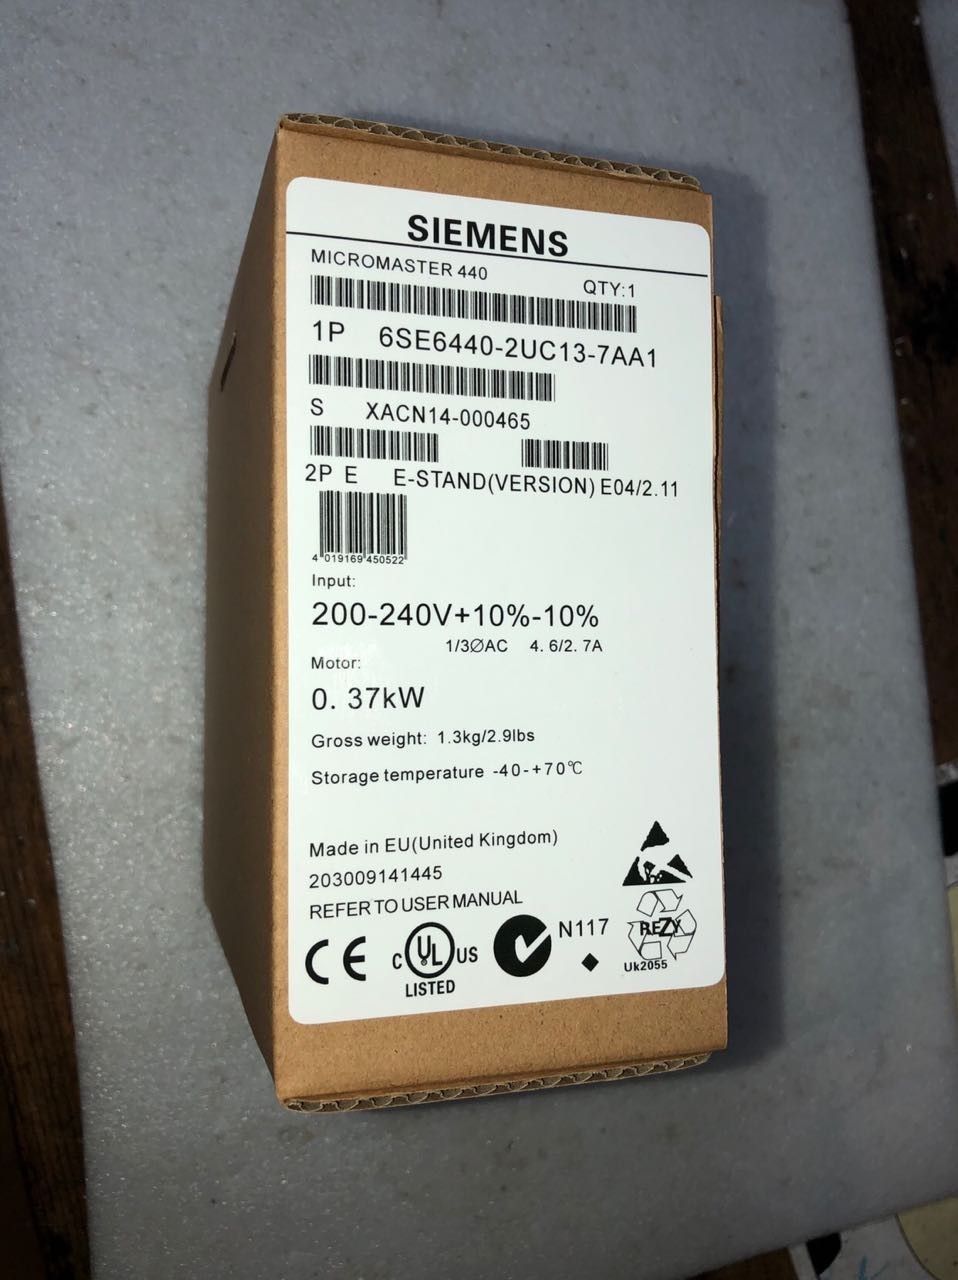 SIEMENS
MICROMASTER 440 QTY:1
1P 6SE6440-2UC13-7AA1
S XACN14-000465
2P E E-STAND(VERSION) E04/2.11
4 019169 450522
Input:
200-240V+10%-10%
1/3ØAC 4. 6/2. 7A
Motor:
0. 37kW
Gross weight: 1.3kg/2.9lbs
Storage temperature -40-+70℃
Made in EU(United Kingdom)
203009141445
REFER TO USER MANUAL
CE C UL US N117 REZY
LISTED Uk2055